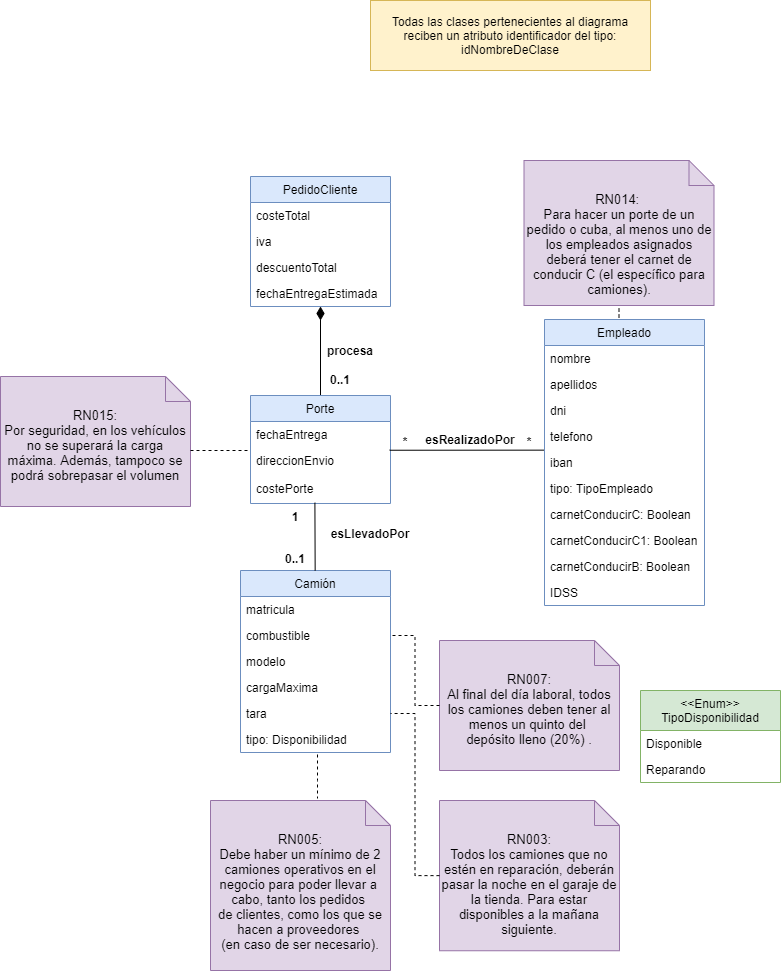 Todas las clases pertenecientes al diagrama
reciben un atributo identificador del tipo:
idNombreDeClase
PedidoCliente
costeTotal
iva
descuentoTotal
fechaEntregaEstimada
RN014:
Para hacer un porte de un
pedido o cuba, al menos uno de
los empleados asignados
deberá tener el carnet de
conducir C (el específico para
camiones).
procesa
0..1
Empleado
nombre
apellidos
dni
telefono
iban
tipo: TipoEmpleado
carnetConducirC: Boolean
carnetConducirC1: Boolean
carnetConducirB: Boolean
IDSS
RN015:
Por seguridad, en los vehículos
no se superará la carga
máxima. Además, tampoco se
podrá sobrepasar el volumen
Porte
fechaEntrega
direccionEnvio
costePorte
* esRealizadoPor *
1
esLlevadoPor
0..1
Camión
matricula
combustible
modelo
cargaMaxima
tara
tipo: Disponibilidad
RN007:
Al final del día laboral, todos
los camiones deben tener al
menos un quinto del
depósito lleno (20%) .
<<Enum>>
TipoDisponibilidad
Disponible
Reparando
RN005:
Debe haber un mínimo de 2
camiones operativos en el
negocio para poder llevar a
cabo, tanto los pedidos
de clientes, como los que se
hacen a proveedores
(en caso de ser necesario).
RN003:
Todos los camiones que no
estén en reparación, deberán
pasar la noche en el garaje de
la tienda. Para estar
disponibles a la mañana
siguiente.